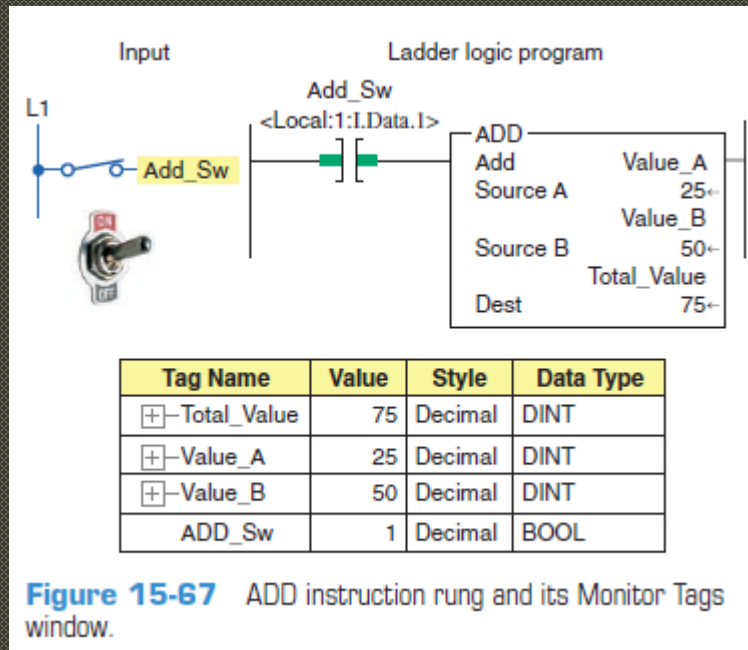 Input
Ladder logic program
L1
Add_Sw
Add_Sw
<Local:1:I.Data.1>
ADD
Add
Value_A
Source A
25←
Value_B
Source B
50←
Total_Value
Dest
75←
ON
OFF
Tag Name Value Style Data Type
Total_Value 75 Decimal DINT
Value_A 25 Decimal DINT
Value_B 50 Decimal DINT
ADD_Sw 1 Decimal BOOL
Figure 15-67 ADD instruction rung and its Monitor Tags
window.